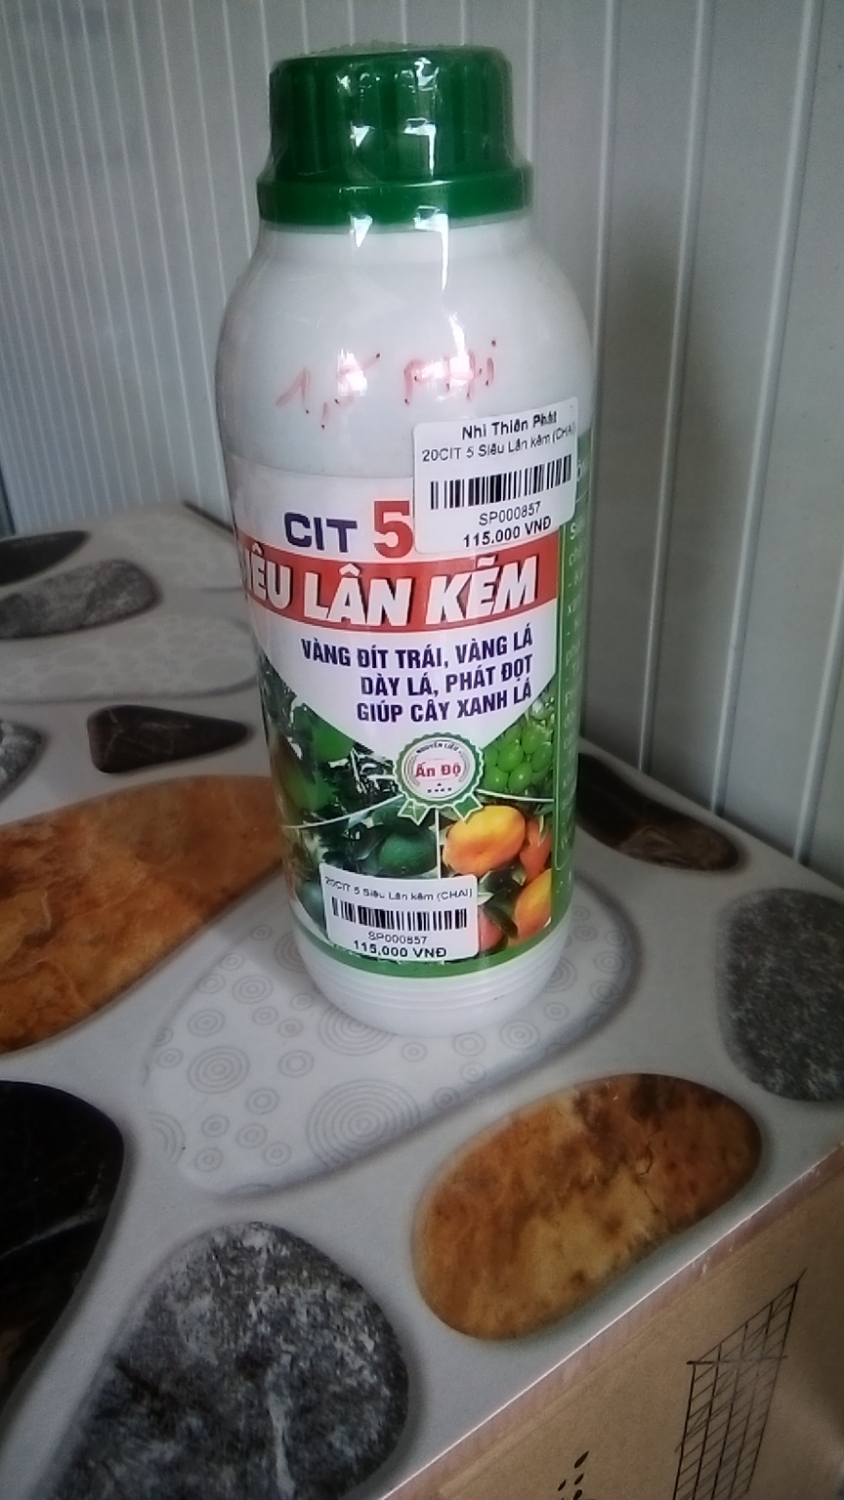 1,5 PHI
Nhi Thiên Phát
20CIT 5 Siêu Lân kẽm (CHAI)
SP000857
115.000 VNĐ
CIT 5
IÊU LÂN KẼM
VÀNG ĐÍT TRÁI, VÀNG LÁ
DÀY LÁ, PHÁT ĐỌT
GIÚP CÂY XANH LÁ
NGUYÊN LIỆU
Ấn Độ
20CIT 5 Siêu Lân kẽm (CHAI)
SP000857
115.000 VNĐ